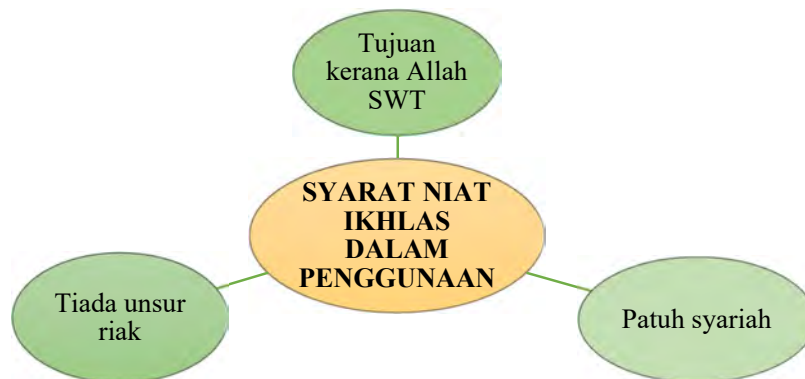 Tujuan
kerana Allah
SWT
SYARAT NIAT
IKHLAS
DALAM
PENGGUNAAN
Tiada unsur
riak
Patuh syariah